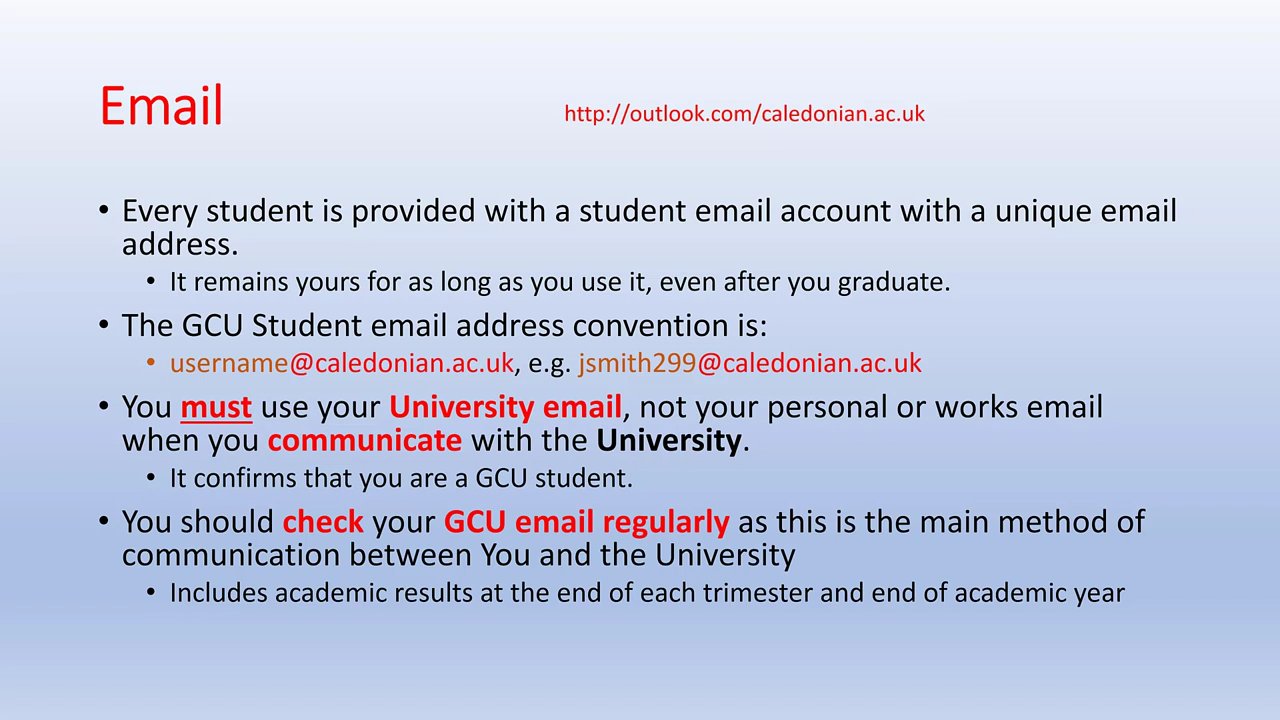 Email
http://outlook.com/caledonian.ac.uk
• Every student is provided with a student email account with a unique email
address.
• It remains yours for as long as you use it, even after you graduate.
• The GCU Student email address convention is:
• username@caledonian.ac.uk, e.g. jsmith299@caledonian.ac.uk
• You must use your University email, not your personal or works email
when you communicate with the University.
• It confirms that you are a GCU student.
• You should check your GCU email regularly as this is the main method of
communication between You and the University
• Includes academic results at the end of each trimester and end of academic year